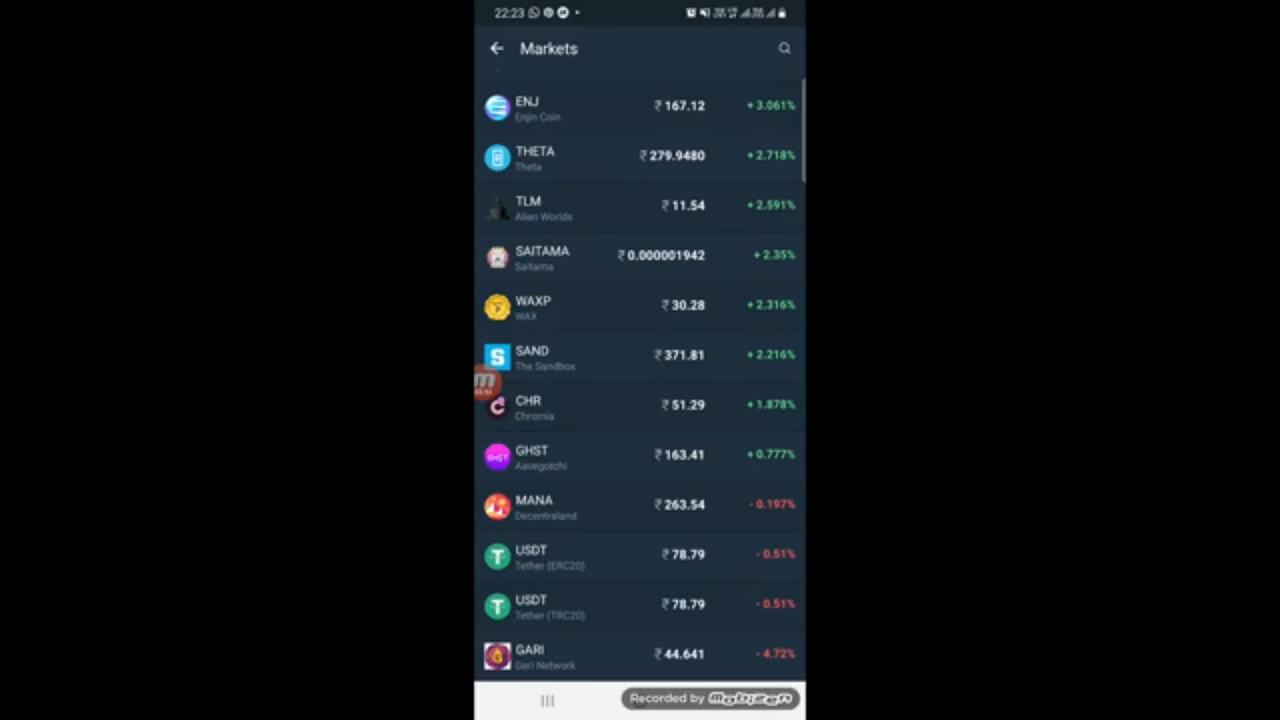 22:23
Markets
ENJ ₹ 167.12 + 3.061%
Enjin Coin
THETA ₹ 279.9480 + 2.718%
Theta
TLM ₹ 11.54 + 2.591%
Alien Worlds
SAITAMA ₹ 0.000001942 + 2.35%
Saitama
WAXP ₹ 30.28 + 2.316%
WAX
SAND ₹ 371.81 + 2.216%
The Sandbox
CHR ₹ 51.29 + 1.878%
Chromia
GHST ₹ 163.41 + 0.777%
Aavegotchi
MANA ₹ 263.54 - 0.197%
Decentraland
USDT ₹ 78.79 - 0.51%
Tether (ERC20)
USDT ₹ 78.79 - 0.51%
Tether (TRC20)
GARI ₹ 44.641 - 4.72%
Gari Network
Recorded by mobizen